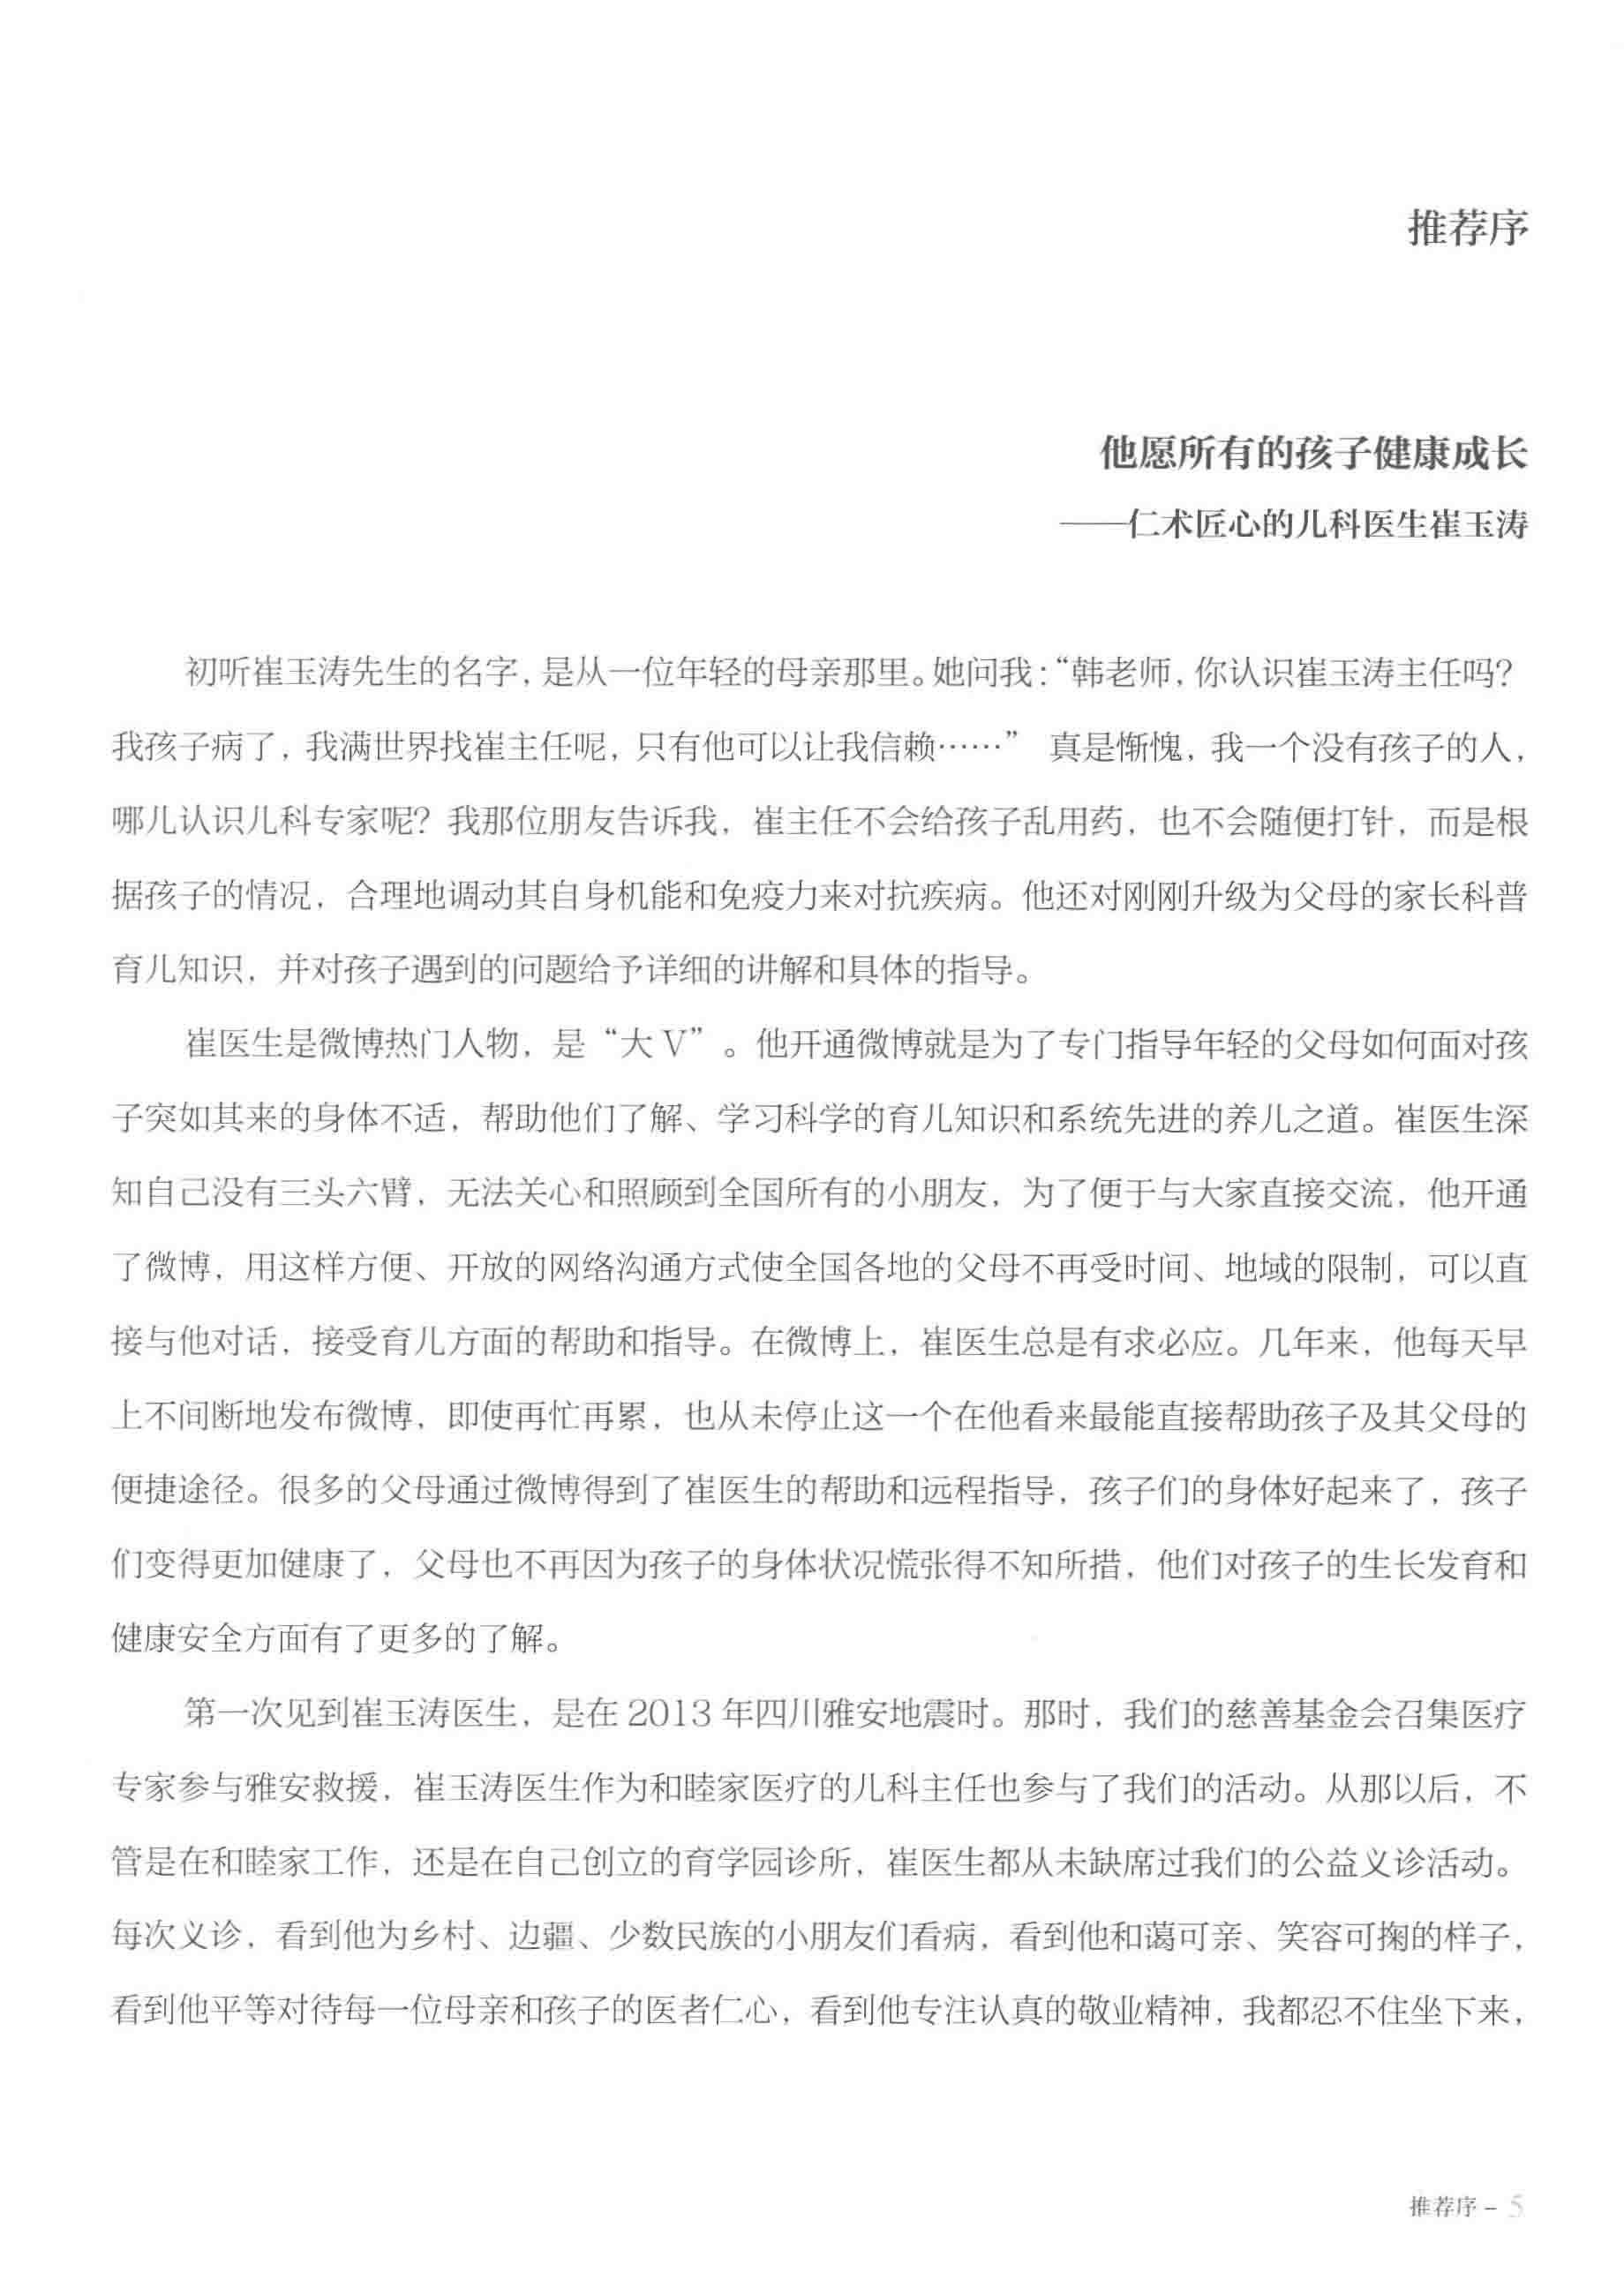 推荐序
他愿所有的孩子健康成长
——仁术匠心的儿科医生崔玉涛
初听崔玉涛先生的名字，是从一位年轻的母亲那里。她问我：“韩老师，你认识崔玉涛主任吗？
我孩子病了，我满世界找崔主任呢，只有他可以让我信赖……” 真是惭愧，我一个没有孩子的人，
哪儿认识儿科专家呢？我那位朋友告诉我，崔主任不会给孩子乱用药，也不会随便打针，而是根
据孩子的情况，合理地调动其自身机能和免疫力来对抗疾病。他还对刚刚升级为父母的家长科普
育儿知识，并对孩子遇到的问题给予详细的讲解和具体的指导。
崔医生是微博热门人物，是“大 V”。他开通微博就是为了专门指导年轻的父母如何面对孩
子突如其来的身体不适，帮助他们了解、学习科学的育儿知识和系统先进的养儿之道。崔医生深
知自己没有三头六臂，无法关心和照顾到全国所有的小朋友，为了便于与大家直接交流，他开通
了微博，用这样方便、开放的网络沟通方式使全国各地的父母不再受时间、地域的限制，可以直
接与他对话，接受育儿方面的帮助和指导。在微博上，崔医生总是有求必应。几年来，他每天早
上不间断地发布微博，即使再忙再累，也从未停止这一个在他看来最能直接帮助孩子及其父母的
便捷途径。很多的父母通过微博得到了崔医生的帮助和远程指导，孩子们的身体好起来了，孩子
们变得更加健康了，父母也不再因为孩子的身体状况慌张得不知所措，他们对孩子的生长发育和
健康安全方面有了更多的了解。
第一次见到崔玉涛医生，是在 2013 年四川雅安地震时。那时，我们的慈善基金会召集医疗
专家参与雅安救援，崔玉涛医生作为和睦家医疗的儿科主任也参与了我们的活动。从那以后，不
管是在和睦家工作，还是在自己创立的育学园诊所，崔医生都从未缺席过我们的公益义诊活动。
每次义诊，看到他为乡村、边疆、少数民族的小朋友们看病，看到他和蔼可亲、笑容可掬的样子，
看到他平等对待每一位母亲和孩子的医者仁心，看到他专注认真的敬业精神，我都忍不住坐下来，
推荐序 – 5